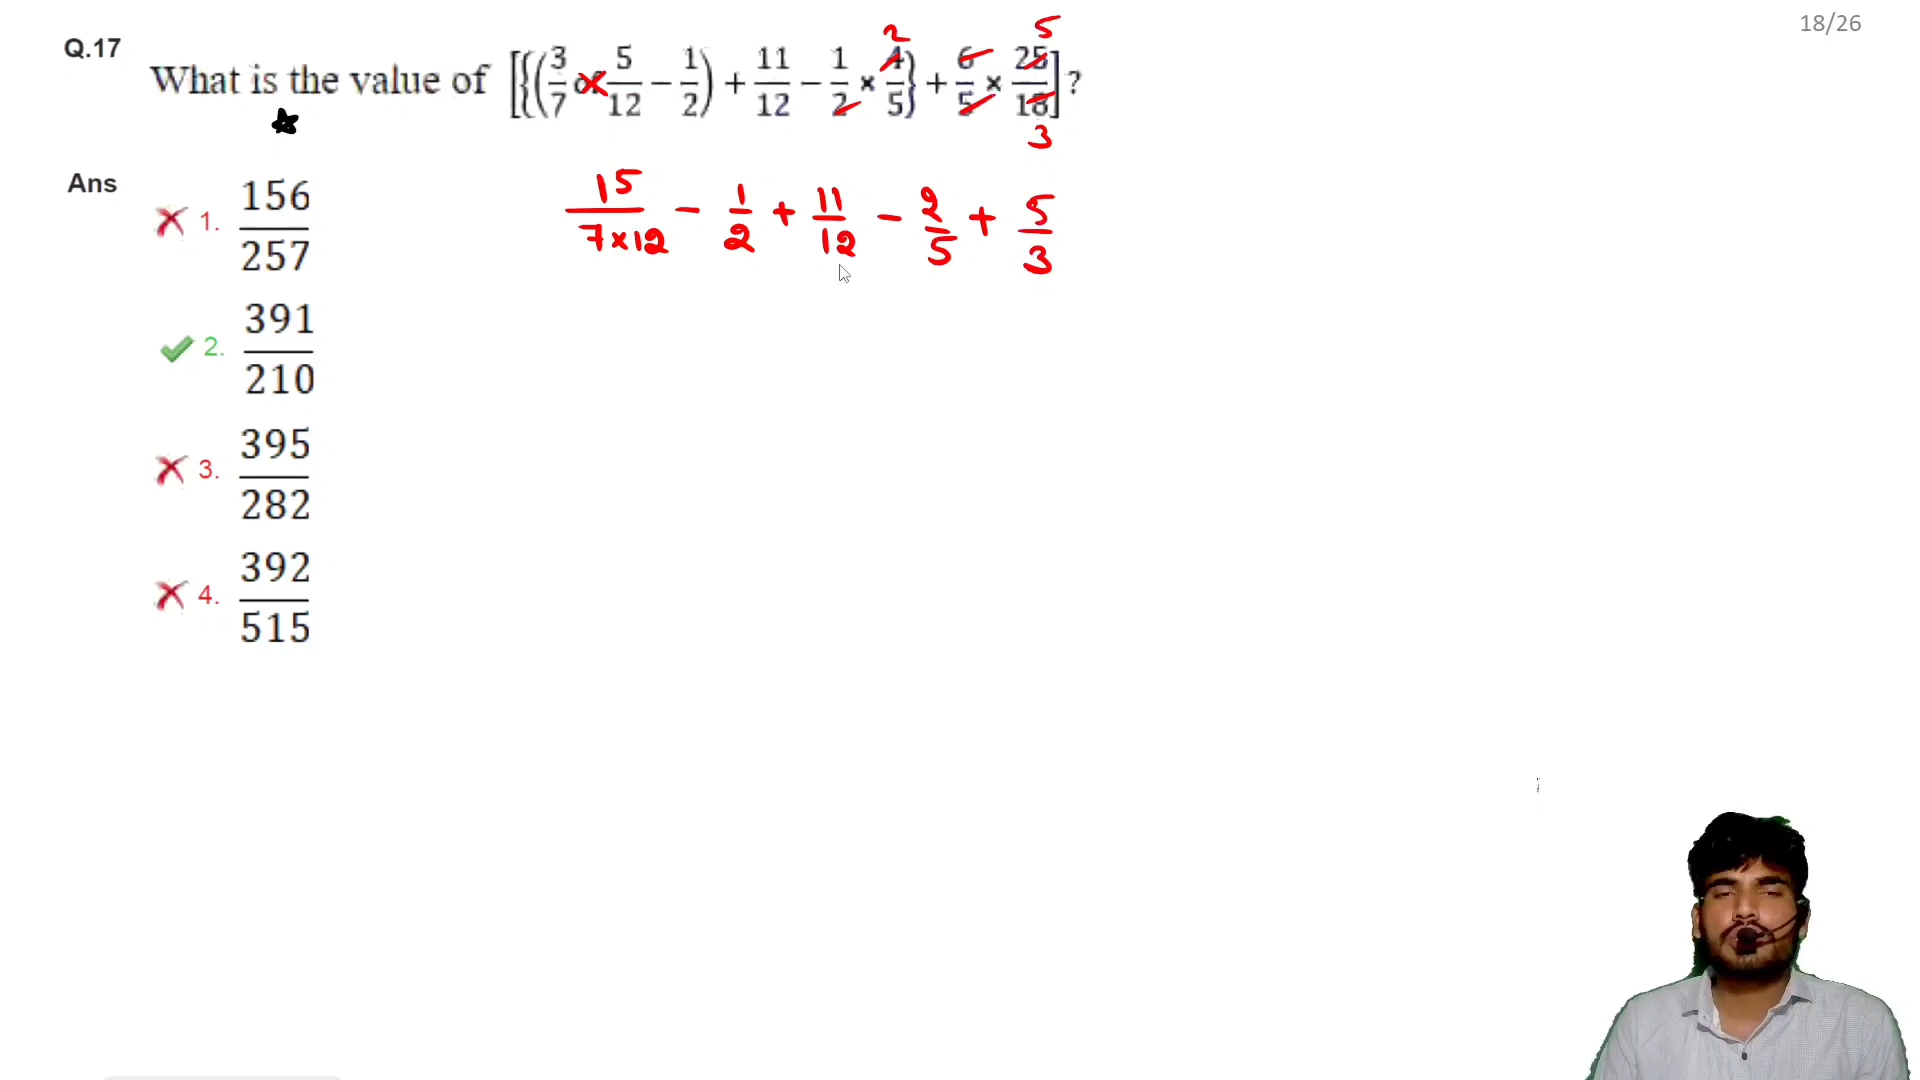 18/26
Q.17 What is the value of [{(3/7 of 5/12 − 1/2) + 11/12 − 1/2 × 4/5} + 6/5 × 25/18] ?
× 2 5 3
Ans
15/7×12 − 1/2 + 11/12 − 2/5 + 5/3
1. 156/257
2. 391/210
3. 395/282
4. 392/515